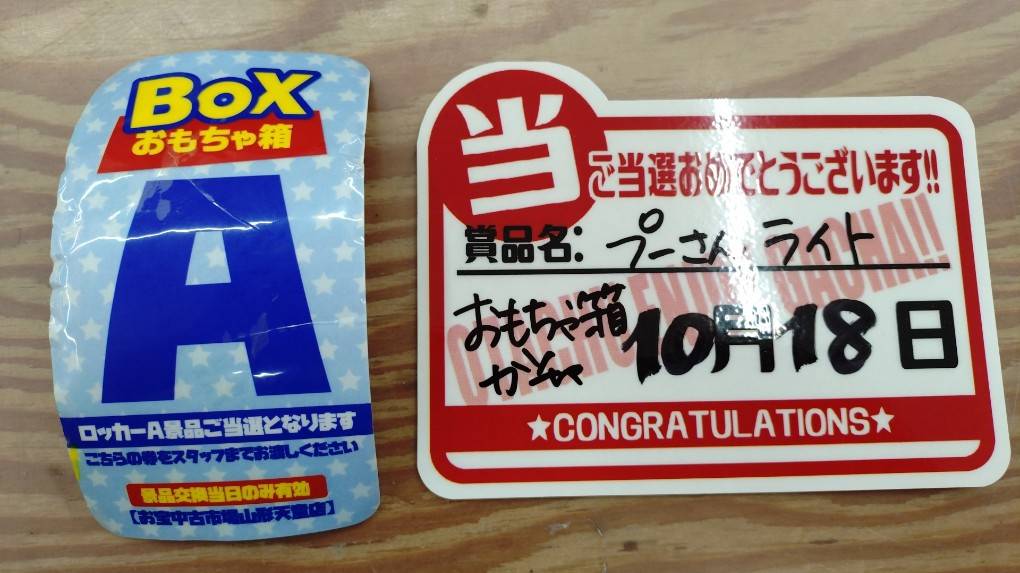 BOX
おもちゃ箱
A
ロッカーA景品ご当選となります
こちらの券をスタッフまでお渡しください
景品交換当日のみ有効
【お宝中古市場山形天童店】
当
ご当選おめでとうございます!!
賞品名: プーさん ライト
おもちゃ箱
ガチャ
10月18日
GACHA!!
★CONGRATULATIONS★